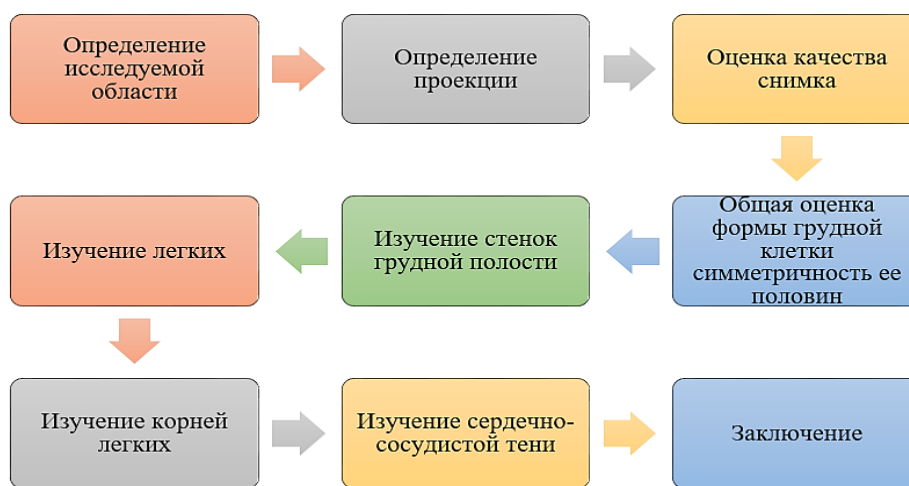 Определение
исследуемой
области
Определение
проекции
Оценка качества
снимка
Общая оценка
формы грудной
клетки
симметричность ее
половин
Изучение стенок
грудной полости
Изучение легких
Изучение корней
легких
Изучение сердечно-
сосудистой тени
Заключение